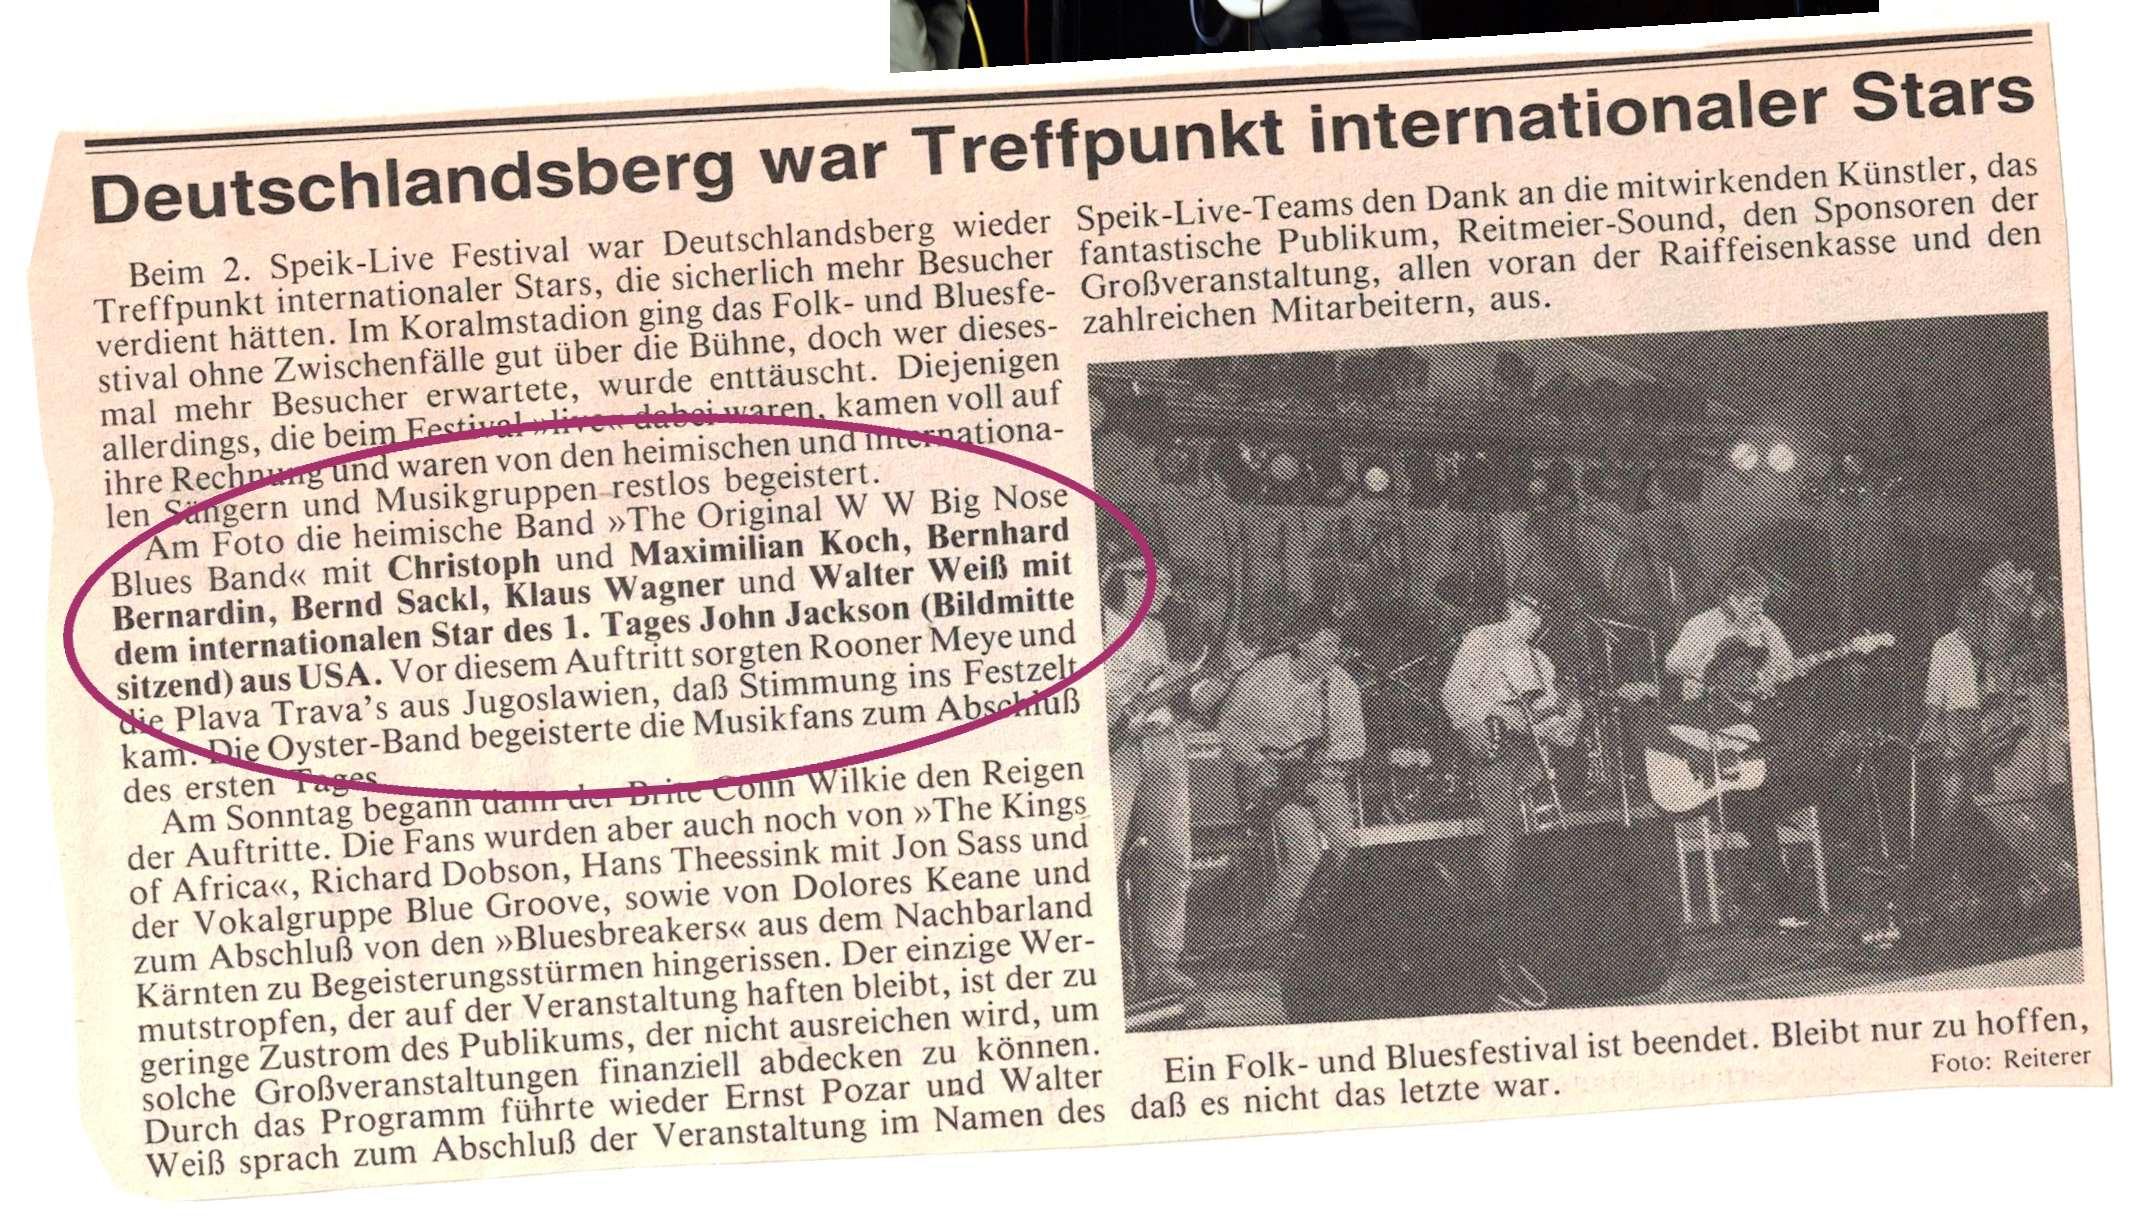 Deutschlandsberg war Treffpunkt internationaler Stars
Beim 2. Speik-Live Festival war Deutschlandsberg wieder
Treffpunkt internationaler Stars, die sicherlich mehr Besucher
verdient hätten. Im Koralmstadion ging das Folk- und Bluesfe-
stival ohne Zwischenfälle gut über die Bühne, doch wer dieses-
mal mehr Besucher erwartete, wurde enttäuscht. Diejenigen
allerdings, die beim Festival »live« dabei waren, kamen voll auf
ihre Rechnung und waren von den heimischen und internationa-
len Sängern und Musikgruppen restlos begeistert.
Am Foto die heimische Band »The Original W W Big Nose
Blues Band« mit Christoph und Maximilian Koch, Bernhard
Bernardin, Bernd Sackl, Klaus Wagner und Walter Weiß mit
dem internationalen Star des 1. Tages John Jackson (Bildmitte
sitzend) aus USA. Vor diesem Auftritt sorgten Rooner Meye und
die Plava Trava's aus Jugoslawien, daß Stimmung ins Festzelt
kam. Die Oyster-Band begeisterte die Musikfans zum Abschluß
des ersten Tages.
Am Sonntag begann dann der Brite Colin Wilkie den Reigen
der Auftritte. Die Fans wurden aber auch noch von »The Kings
of Africa«, Richard Dobson, Hans Theessink mit Jon Sass und
der Vokalgruppe Blue Groove, sowie von Dolores Keane und
zum Abschluß von den »Bluesbreakers« aus dem Nachbarland
Kärnten zu Begeisterungsstürmen hingerissen. Der einzige Wer-
mutstropfen, der auf der Veranstaltung haften bleibt, ist der zu
geringe Zustrom des Publikums, der nicht ausreichen wird, um
solche Großveranstaltungen finanziell abdecken zu können.
Durch das Programm führte wieder Ernst Pozar und Walter
Weiß sprach zum Abschluß der Veranstaltung im Namen des
Speik-Live-Teams den Dank an die mitwirkenden Künstler, das
fantastische Publikum, Reitmeier-Sound, den Sponsoren der
Großveranstaltung, allen voran der Raiffeisenkasse und den
zahlreichen Mitarbeitern, aus.
Ein Folk- und Bluesfestival ist beendet. Bleibt nur zu hoffen,
daß es nicht das letzte war.
Foto: Reiterer